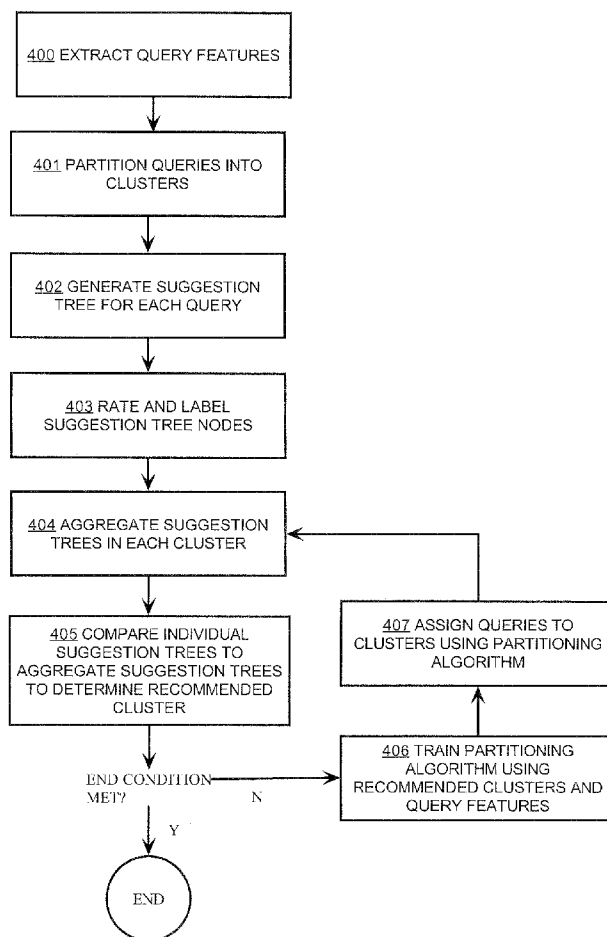 400 EXTRACT QUERY FEATURES
401 PARTITION QUERIES INTO
CLUSTERS
402 GENERATE SUGGESTION
TREE FOR EACH QUERY
403 RATE AND LABEL
SUGGESTION TREE NODES
404 AGGREGATE SUGGESTION
TREES IN EACH CLUSTER
405 COMPARE INDIVIDUAL
SUGGESTION TREES TO
AGGREGATE SUGGESTION TREES
TO DETERMINE RECOMMENDED
CLUSTER
END CONDITION
MET?
N
Y
END
406 TRAIN PARTITIONING
ALGORITHM USING
RECOMMENDED CLUSTERS AND
QUERY FEATURES
407 ASSIGN QUERIES TO
CLUSTERS USING PARTITIONING
ALGORITHM